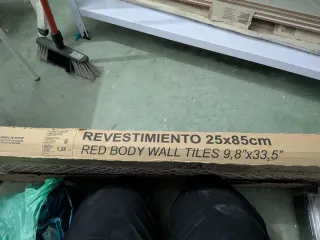 REVESTIMIENTO 25x85cm
RED BODY WALL TILES 9,8"x33,5"